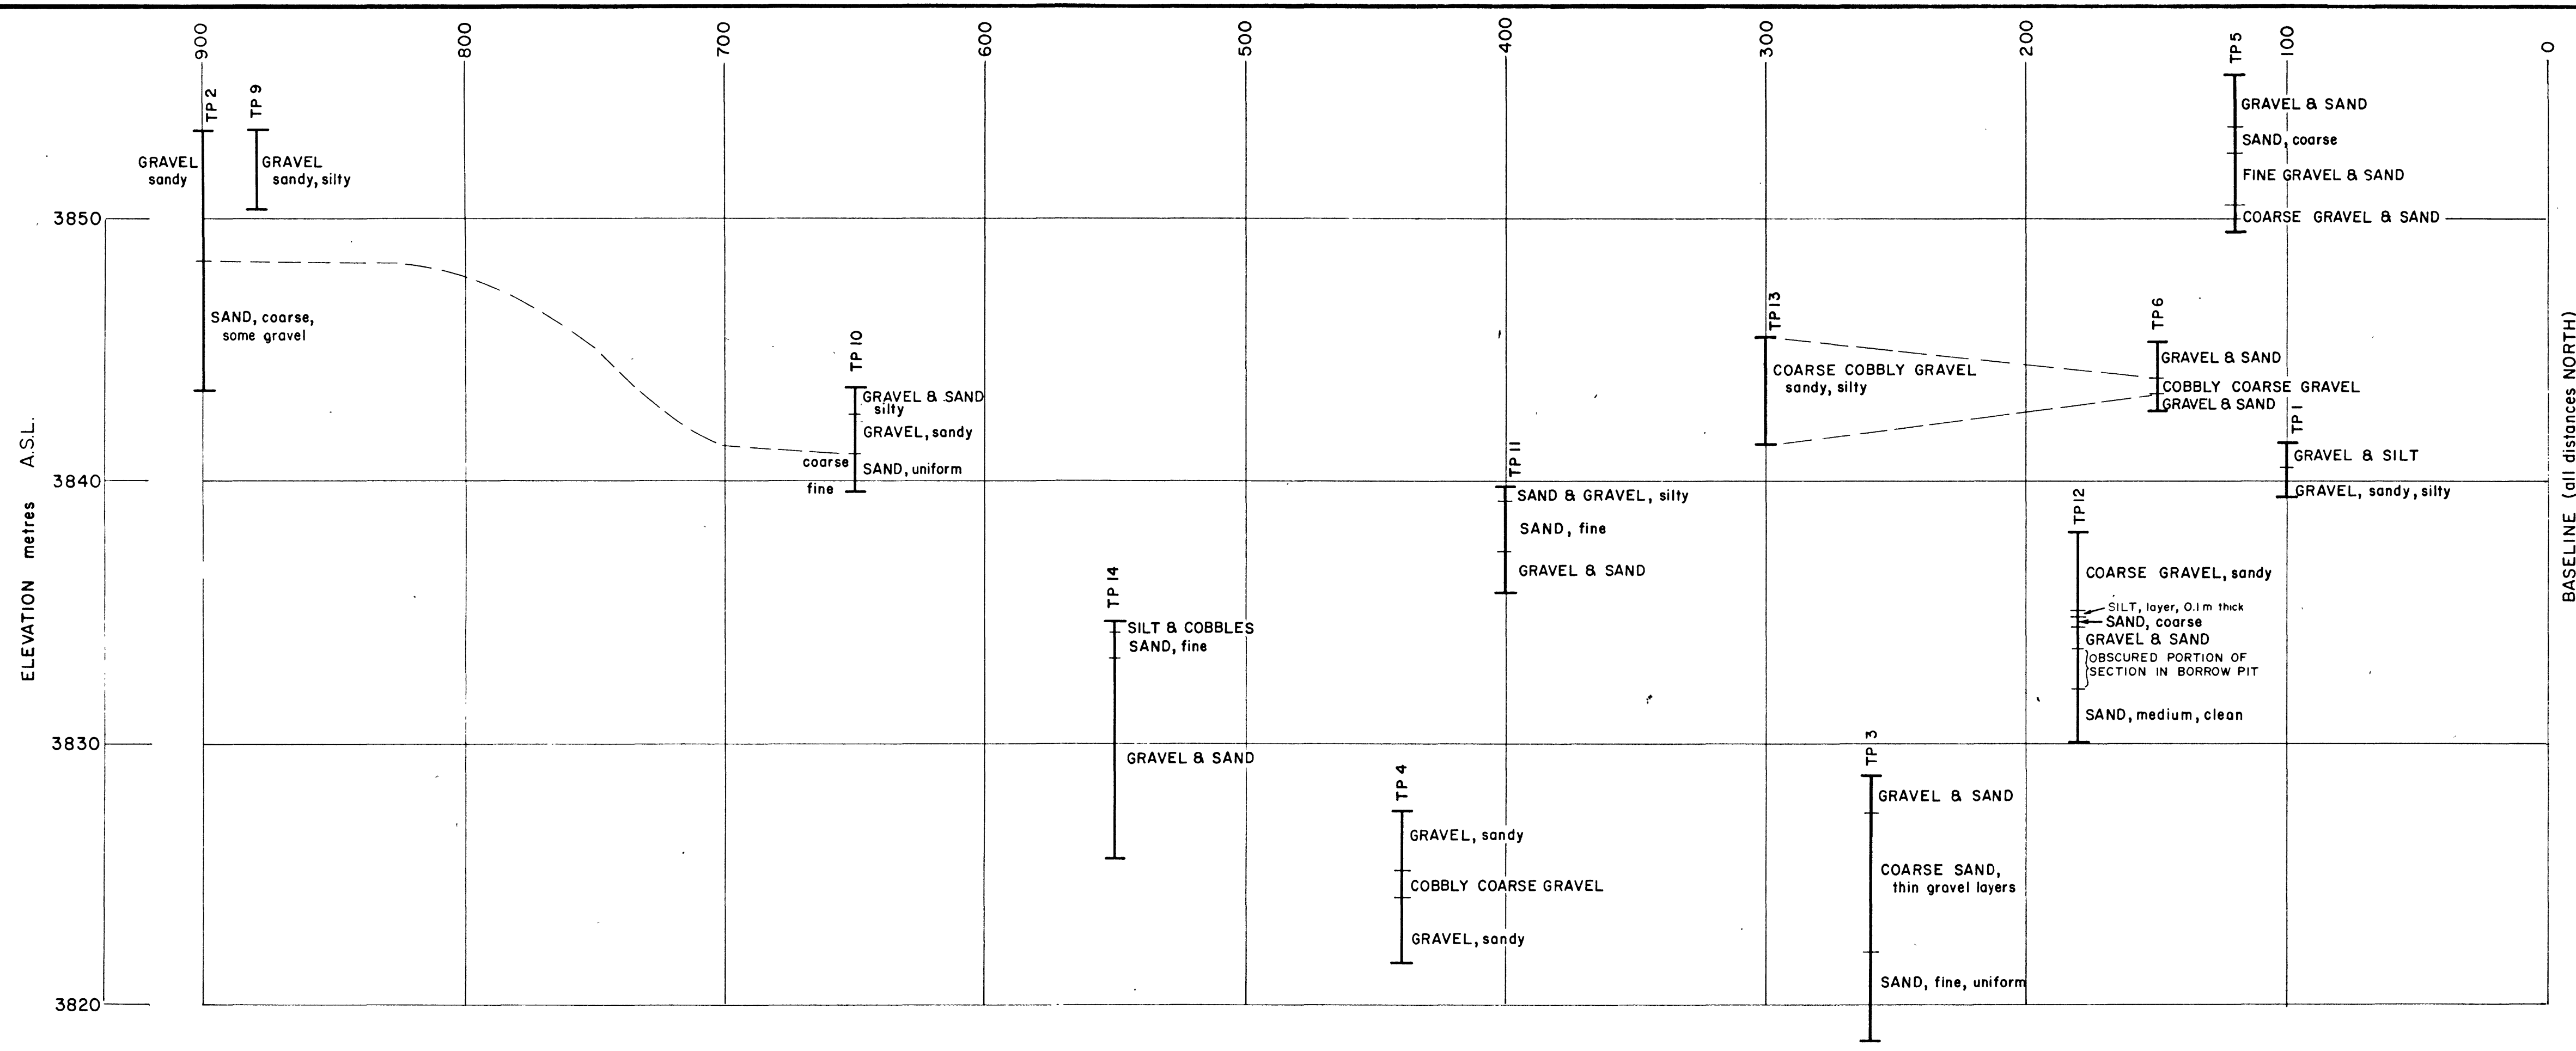 900
800
700
600
500
400
300
200
100
0
BASELINE (all distances NORTH)
ELEVATION metres A.S.L.
3850
3840
3830
3820
TP 2
GRAVEL
sandy
SAND, coarse,
some gravel
TP 9
GRAVEL
sandy, silty
TP 10
GRAVEL & SAND
silty
GRAVEL, sandy
coarse
SAND, uniform
fine
TP 14
SILT & COBBLES
SAND, fine
GRAVEL & SAND
TP 4
GRAVEL, sandy
COBBLY COARSE GRAVEL
GRAVEL, sandy
TP 11
SAND & GRAVEL, silty
SAND, fine
GRAVEL & SAND
TP 13
COARSE COBBLY GRAVEL
sandy, silty
TP 3
GRAVEL & SAND
COARSE SAND,
thin gravel layers
SAND, fine, uniform
TP 12
COARSE GRAVEL, sandy
SILT, layer, 0.1m thick
SAND, coarse
GRAVEL & SAND
OBSCURED PORTION OF
SECTION IN BORROW PIT
SAND, medium, clean
TP 6
GRAVEL & SAND
COBBLY COARSE GRAVEL
GRAVEL & SAND
TP 5
GRAVEL & SAND
SAND, coarse
FINE GRAVEL & SAND
COARSE GRAVEL & SAND
TP 1
GRAVEL & SILT
GRAVEL, sandy, silty